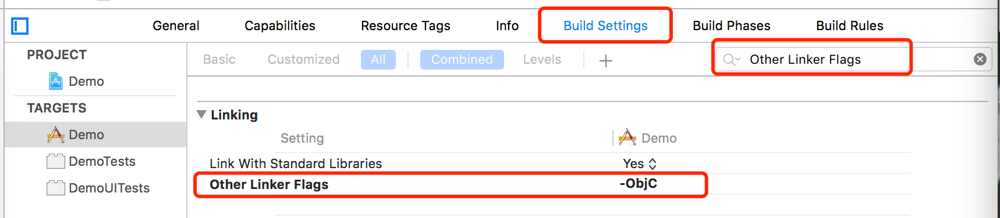 General Capabilities Resource Tags Info Build Settings Build Phases Build Rules
PROJECT
Demo
TARGETS
Demo
DemoTests
DemoUITests
Basic Customized All Combined Levels + Other Linker Flags
Linking
Setting Demo
Link With Standard Libraries Yes
Other Linker Flags -ObjC